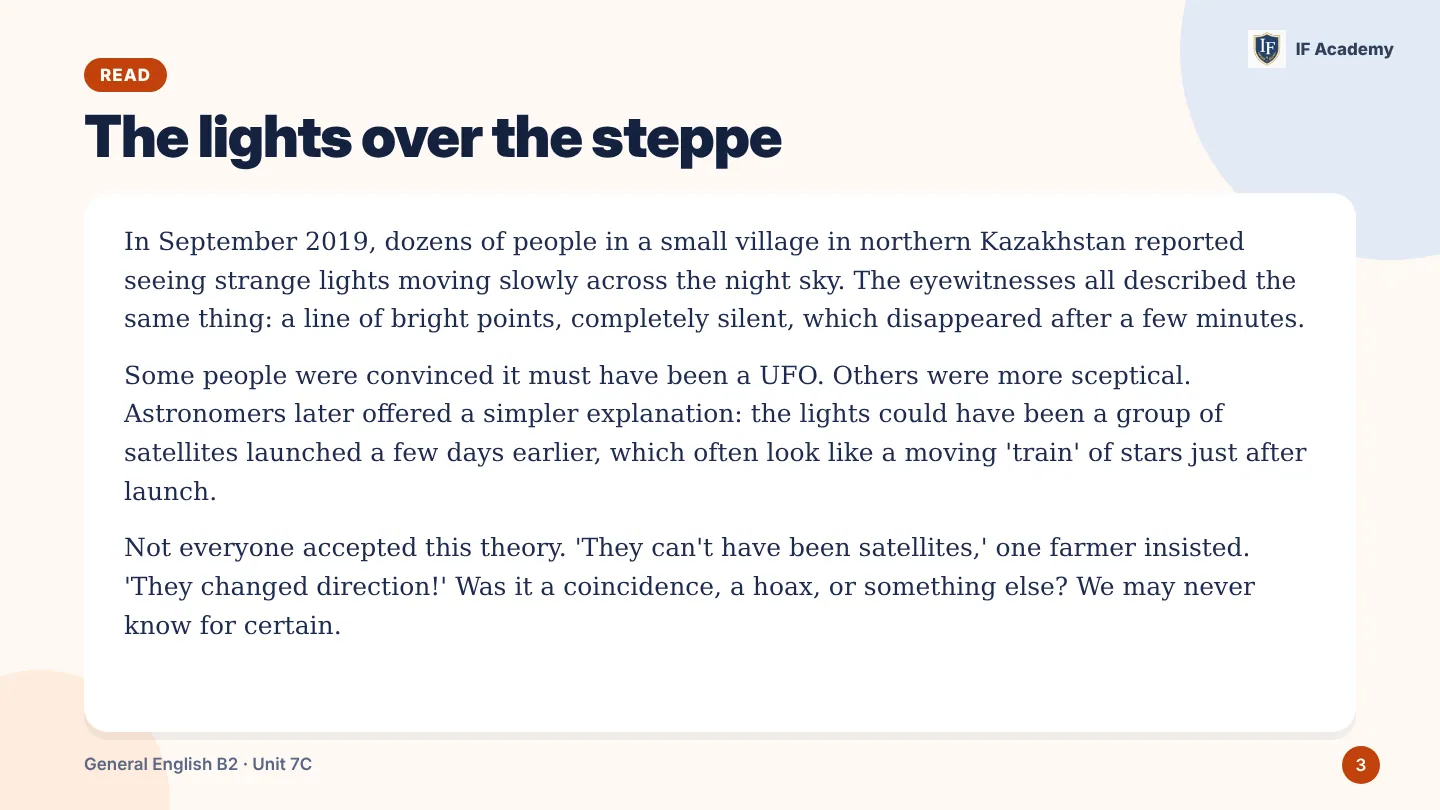 IF Academy
READ
The lights over the steppe
In September 2019, dozens of people in a small village in northern Kazakhstan reported
seeing strange lights moving slowly across the night sky. The eyewitnesses all described the
same thing: a line of bright points, completely silent, which disappeared after a few minutes.
Some people were convinced it must have been a UFO. Others were more sceptical.
Astronomers later offered a simpler explanation: the lights could have been a group of
satellites launched a few days earlier, which often look like a moving 'train' of stars just after
launch.
Not everyone accepted this theory. 'They can't have been satellites,' one farmer insisted.
'They changed direction!' Was it a coincidence, a hoax, or something else? We may never
know for certain.
General English B2 · Unit 7C
3